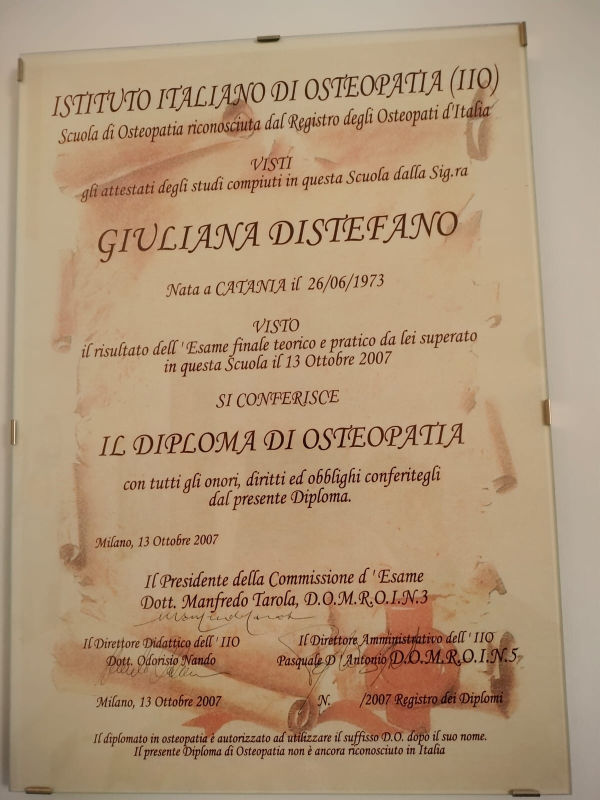 ISTITUTO ITALIANO DI OSTEOPATIA (IIO)
Scuola di Osteopatia riconosciuta dal Registro degli Osteopati d'Italia
VISTI
gli attestati degli studi compiuti in questa Scuola dalla Sig.ra
GIULIANA DISTEFANO
Nata a CATANIA il 26/06/1973
VISTO
il risultato dell 'Esame finale teorico e pratico da lei superato
in questa Scuola il 13 Ottobre 2007
SI CONFERISCE
IL DIPLOMA DI OSTEOPATIA
con tutti gli onori, diritti ed obblighi conferitegli
dal presente Diploma.
Milano, 13 Ottobre 2007
Il Presidente della Commissione d 'Esame
Dott. Manfredo Tarola, D.O.M.R.O.I.N.3
Il Direttore Didattico dell ' IIO Il Direttore Amministrativo dell ' IIO
Dott. Odorisio Nando Pasquale D ' Antonio D.O.M.R.O.I.N.5
Milano, 13 Ottobre 2007 N. /2007 Registro dei Diplomi
Il diplomato in osteopatia è autorizzato ad utilizzare il suffisso D.O. dopo il suo nome.
Il presente Diploma di Osteopatia non è ancora riconosciuto in Italia